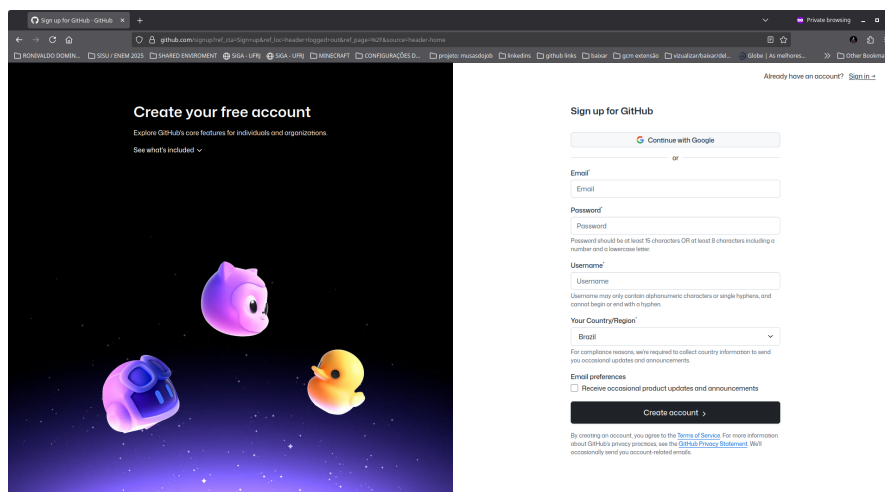 Sign up for GitHub · GitHub
Private browsing
github.com/signup?ref_cta=Sign+up&ref_loc=header+logged+out&ref_page=%2F&source=header-home
RONIVALDO DOMIN...
SISU / ENEM 2025
SHARED ENVIROMENT
SIGA - UFRJ
SIGA - UFRJ
MINECRAFT
CONFIGURAÇÕES D...
projeto: musasdojob
linkedins
github links
baixar
gcm extensão
vizualizar/baixar/del...
Globe | As melhores...
Other Bookma
Already have an account? Sign in →
Create your free account
Explore GitHub's core features for individuals and organizations.
See what's included
Sign up for GitHub
Continue with Google
or
Email*
Email
Password*
Password
Password should be at least 15 characters OR at least 8 characters including a
number and a lowercase letter.
Username*
Username
Username may only contain alphanumeric characters or single hyphens, and
cannot begin or end with a hyphen.
Your Country/Region*
Brazil
For compliance reasons, we're required to collect country information to send
you occasional updates and announcements.
Email preferences
Receive occasional product updates and announcements
Create account
By creating an account, you agree to the Terms of Service. For more information
about GitHub's privacy practices, see the GitHub Privacy Statement. We'll
occasionally send you account-related emails.